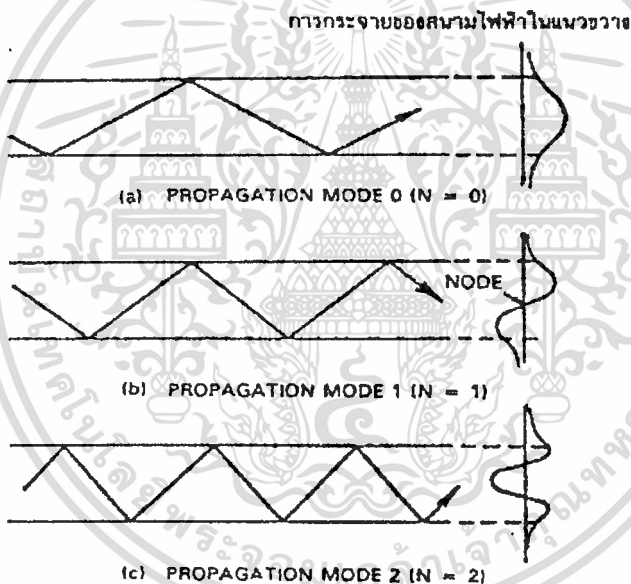 การกระจายของสนามไฟฟ้าในแนวขวาง
(a) PROPAGATION MODE 0 (N = 0)
NODE
(b) PROPAGATION MODE 1 (N = 1)
(c) PROPAGATION MODE 2 (N = 2)